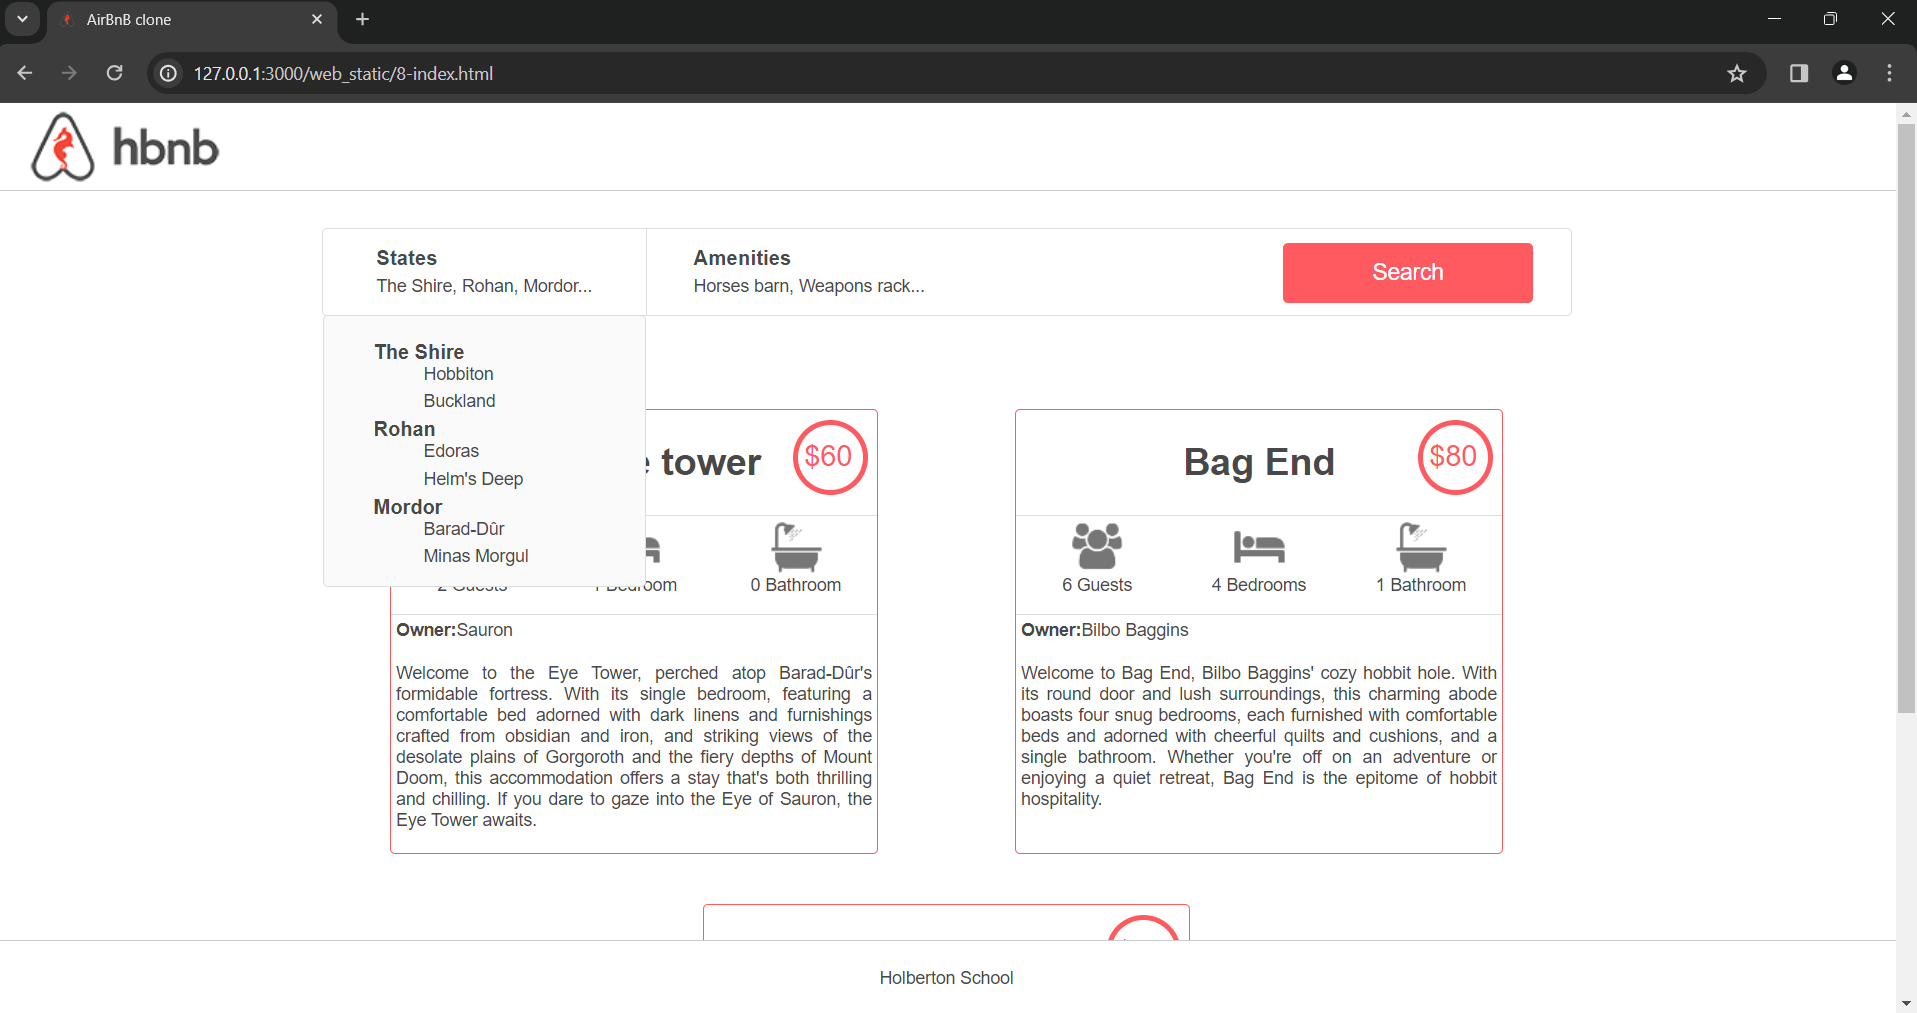 AirBnB clone
127.0.0.1:3000/web_static/8-index.html
hbnb
States
The Shire, Rohan, Mordor...
Amenities
Horses barn, Weapons rack...
Search
The Shire
Hobbiton
Buckland
Rohan
Edoras
Helm's Deep
Mordor
Barad-Dûr
Minas Morgul
tower
$60
0 Bathroom
Owner:Sauron
Welcome to the Eye Tower, perched atop Barad-Dûr's
formidable fortress. With its single bedroom, featuring a
comfortable bed adorned with dark linens and furnishings
crafted from obsidian and iron, and striking views of the
desolate plains of Gorgoroth and the fiery depths of Mount
Doom, this accommodation offers a stay that's both thrilling
and chilling. If you dare to gaze into the Eye of Sauron, the
Eye Tower awaits.
Bag End
$80
6 Guests
4 Bedrooms
1 Bathroom
Owner:Bilbo Baggins
Welcome to Bag End, Bilbo Baggins' cozy hobbit hole. With
its round door and lush surroundings, this charming abode
boasts four snug bedrooms, each furnished with comfortable
beds and adorned with cheerful quilts and cushions, and a
single bathroom. Whether you're off on an adventure or
enjoying a quiet retreat, Bag End is the epitome of hobbit
hospitality.
Holberton School